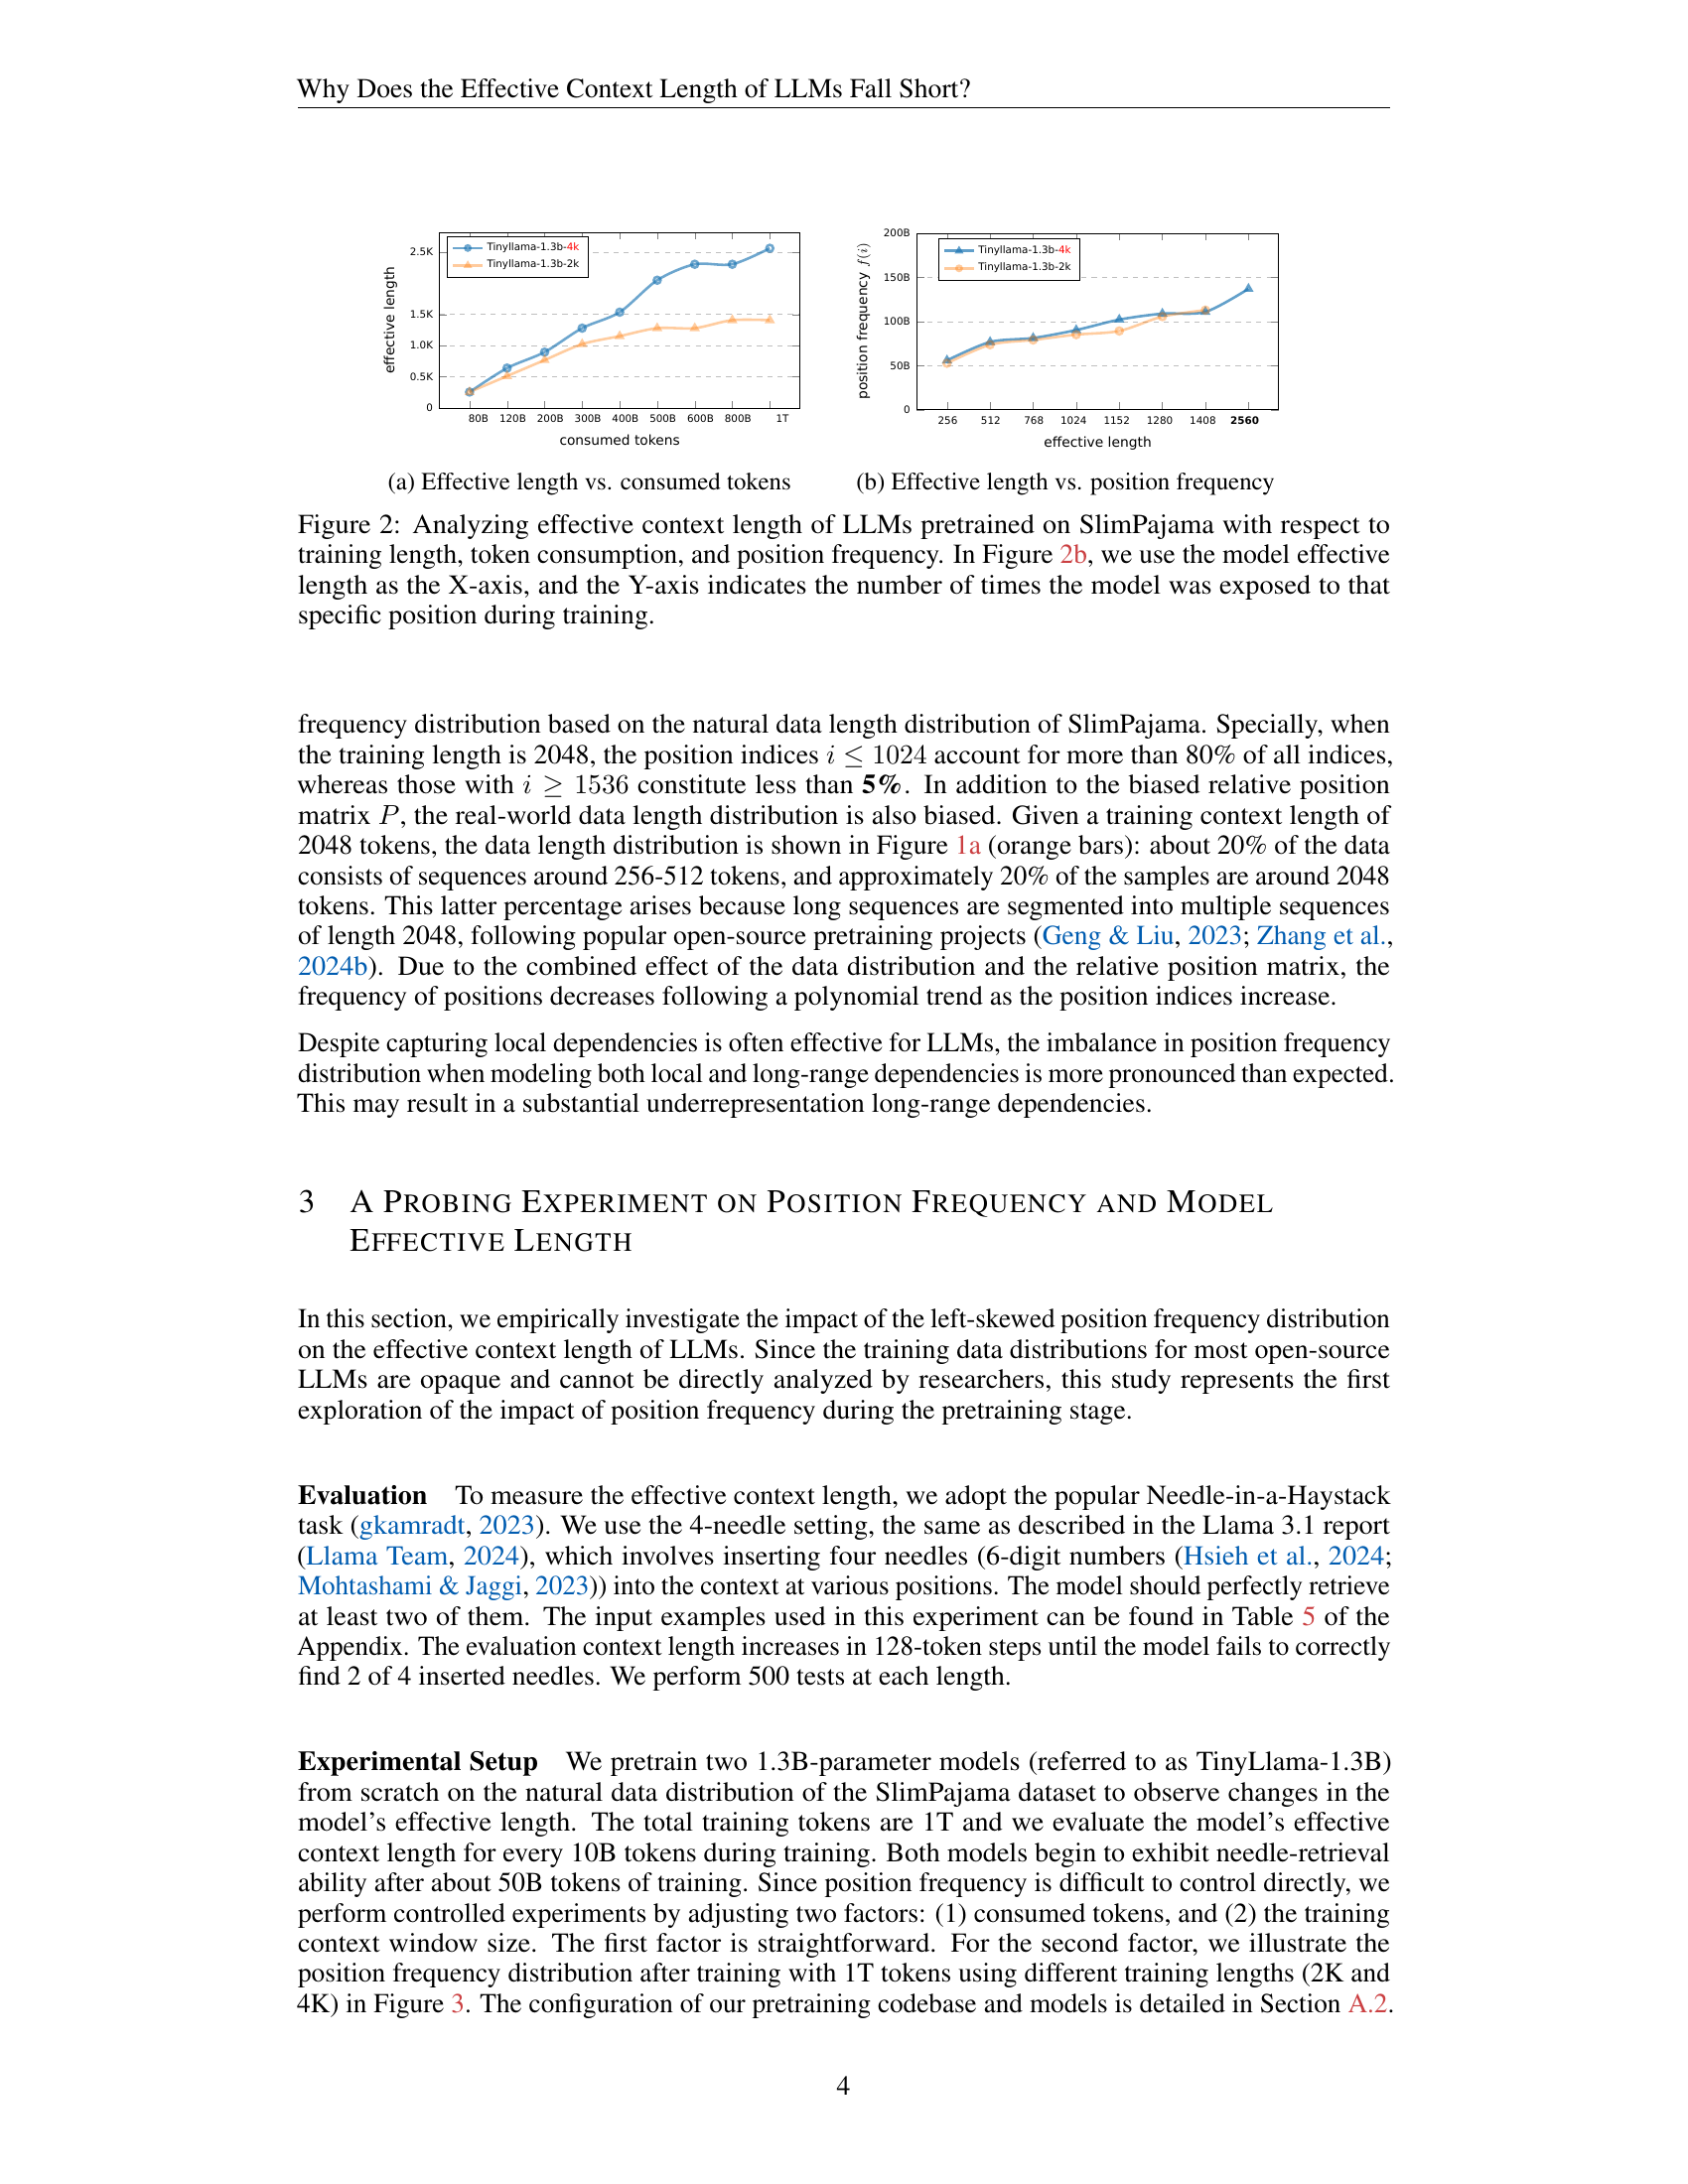 Why Does the Effective Context Length of LLMs Fall Short?
2.5K
1.5K
1.0K
0.5K
0
effective length
Tinyllama-1.3b-4k
Tinyllama-1.3b-2k
80B 120B 200B 300B 400B 500B 600B 800B 1T
consumed tokens
200B
150B
100B
50B
0
position frequency f(i)
Tinyllama-1.3b-4k
Tinyllama-1.3b-2k
256 512 768 1024 1152 1280 1408 2560
effective length
(a) Effective length vs. consumed tokens
(b) Effective length vs. position frequency
Figure 2: Analyzing effective context length of LLMs pretrained on SlimPajama with respect to
training length, token consumption, and position frequency. In Figure 2b, we use the model effective
length as the X-axis, and the Y-axis indicates the number of times the model was exposed to that
specific position during training.
frequency distribution based on the natural data length distribution of SlimPajama. Specially, when
the training length is 2048, the position indices i ≤ 1024 account for more than 80% of all indices,
whereas those with i ≥ 1536 constitute less than 5%. In addition to the biased relative position
matrix P, the real-world data length distribution is also biased. Given a training context length of
2048 tokens, the data length distribution is shown in Figure 1a (orange bars): about 20% of the data
consists of sequences around 256-512 tokens, and approximately 20% of the samples are around 2048
tokens. This latter percentage arises because long sequences are segmented into multiple sequences
of length 2048, following popular open-source pretraining projects (Geng & Liu, 2023; Zhang et al.,
2024b). Due to the combined effect of the data distribution and the relative position matrix, the
frequency of positions decreases following a polynomial trend as the position indices increase.
Despite capturing local dependencies is often effective for LLMs, the imbalance in position frequency
distribution when modeling both local and long-range dependencies is more pronounced than expected.
This may result in a substantial underrepresentation long-range dependencies.
3 A PROBING EXPERIMENT ON POSITION FREQUENCY AND MODEL
EFFECTIVE LENGTH
In this section, we empirically investigate the impact of the left-skewed position frequency distribution
on the effective context length of LLMs. Since the training data distributions for most open-source
LLMs are opaque and cannot be directly analyzed by researchers, this study represents the first
exploration of the impact of position frequency during the pretraining stage.
Evaluation To measure the effective context length, we adopt the popular Needle-in-a-Haystack
task (gkamradt, 2023). We use the 4-needle setting, the same as described in the Llama 3.1 report
(Llama Team, 2024), which involves inserting four needles (6-digit numbers (Hsieh et al., 2024;
Mohtashami & Jaggi, 2023)) into the context at various positions. The model should perfectly retrieve
at least two of them. The input examples used in this experiment can be found in Table 5 of the
Appendix. The evaluation context length increases in 128-token steps until the model fails to correctly
find 2 of 4 inserted needles. We perform 500 tests at each length.
Experimental Setup We pretrain two 1.3B-parameter models (referred to as TinyLlama-1.3B)
from scratch on the natural data distribution of the SlimPajama dataset to observe changes in the
model's effective length. The total training tokens are 1T and we evaluate the model's effective
context length for every 10B tokens during training. Both models begin to exhibit needle-retrieval
ability after about 50B tokens of training. Since position frequency is difficult to control directly, we
perform controlled experiments by adjusting two factors: (1) consumed tokens, and (2) the training
context window size. The first factor is straightforward. For the second factor, we illustrate the
position frequency distribution after training with 1T tokens using different training lengths (2K and
4K) in Figure 3. The configuration of our pretraining codebase and models is detailed in Section A.2.
4